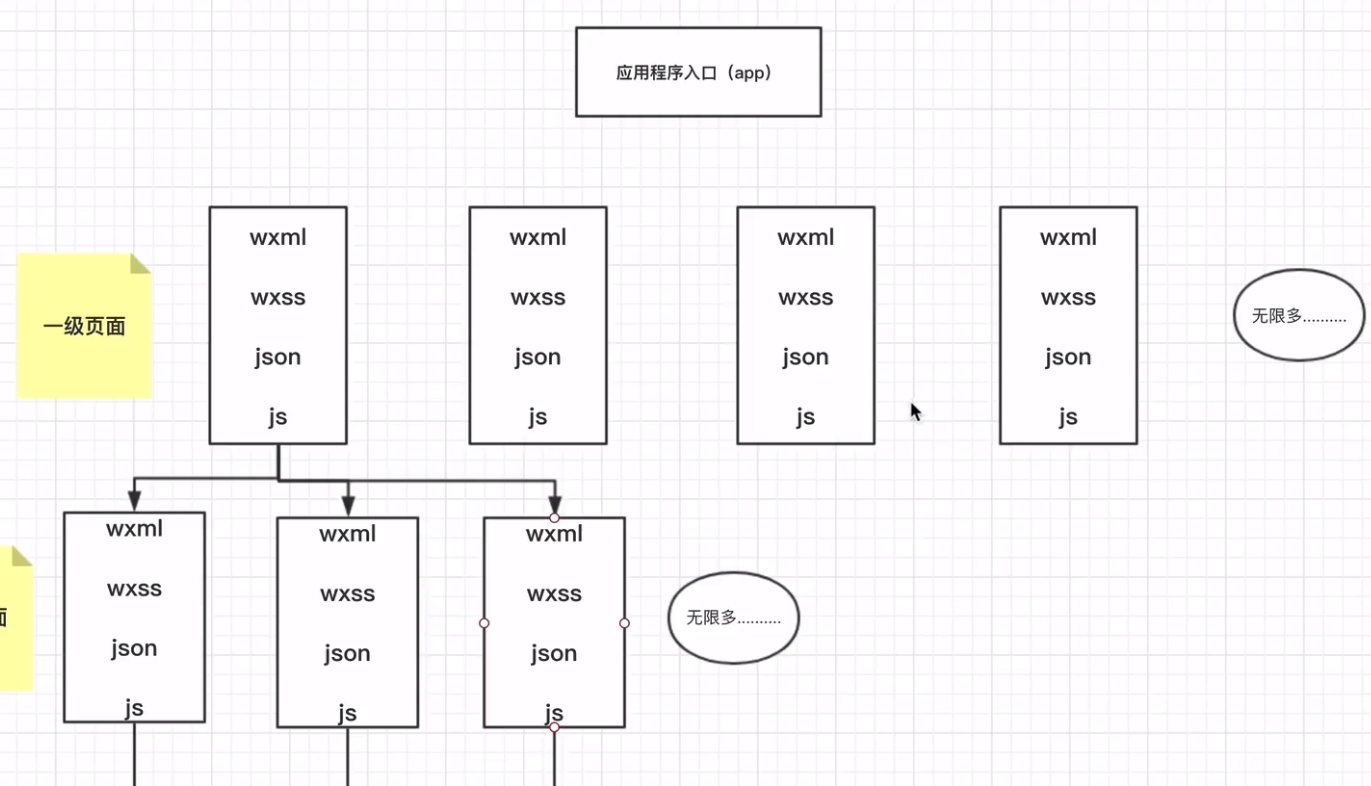 应用程序入口（app）
wxml
wxss
json
js
wxml
wxss
json
js
wxml
wxss
json
js
wxml
wxss
json
js
一级页面
无限多..........
wxml
wxss
json
js
wxml
wxss
json
js
wxml
wxss
json
js
无限多..........
面